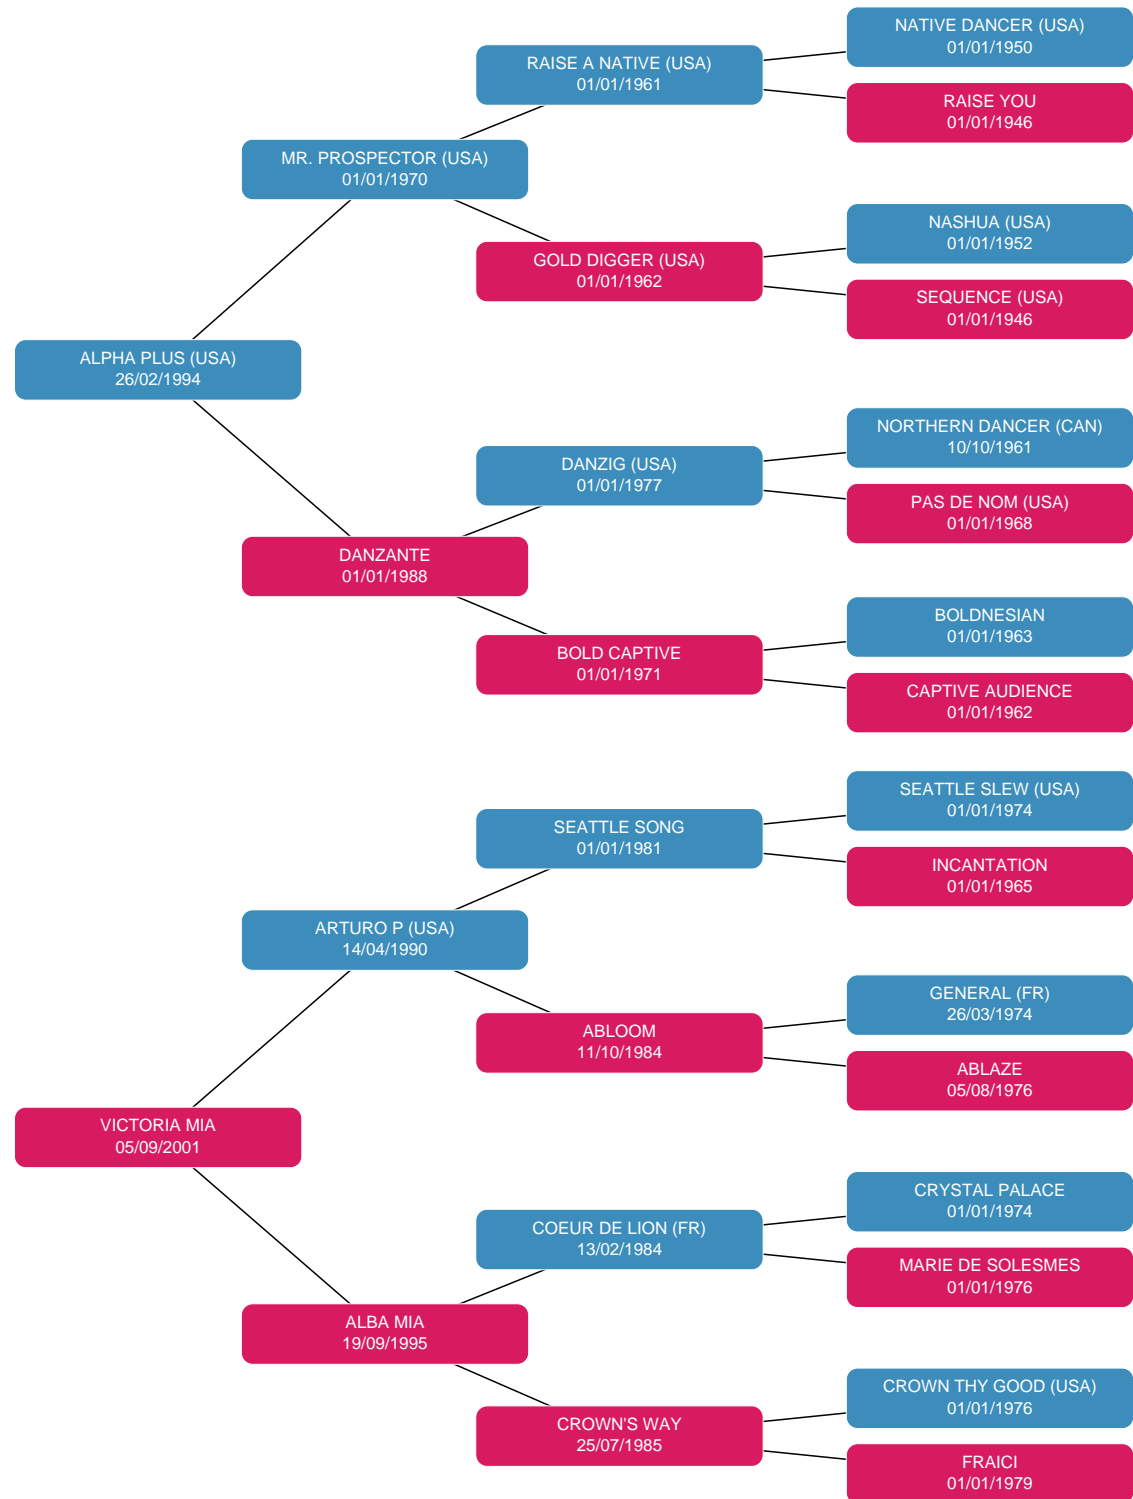 NATIVE DANCER (USA)
01/01/1950
RAISE A NATIVE (USA)
01/01/1961
RAISE YOU
01/01/1946
MR. PROSPECTOR (USA)
01/01/1970
NASHUA (USA)
01/01/1952
GOLD DIGGER (USA)
01/01/1962
SEQUENCE (USA)
01/01/1946
ALPHA PLUS (USA)
26/02/1994
NORTHERN DANCER (CAN)
10/10/1961
DANZIG (USA)
01/01/1977
PAS DE NOM (USA)
01/01/1968
DANZANTE
01/01/1988
BOLDNESIAN
01/01/1963
BOLD CAPTIVE
01/01/1971
CAPTIVE AUDIENCE
01/01/1962
SEATTLE SLEW (USA)
01/01/1974
SEATTLE SONG
01/01/1981
INCANTATION
01/01/1965
ARTURO P (USA)
14/04/1990
GENERAL (FR)
26/03/1974
ABLOOM
11/10/1984
ABLAZE
05/08/1976
VICTORIA MIA
05/09/2001
CRYSTAL PALACE
01/01/1974
COEUR DE LION (FR)
13/02/1984
MARIE DE SOLESMES
01/01/1976
ALBA MIA
19/09/1995
CROWN THY GOOD (USA)
01/01/1976
CROWN'S WAY
25/07/1985
FRAICI
01/01/1979